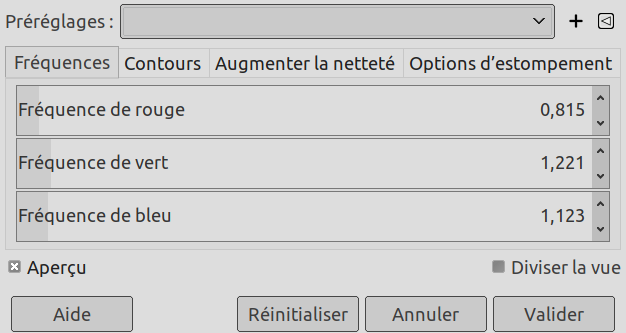 Préréglages :
Fréquences Contours Augmenter la netteté Options d’estompement
Fréquence de rouge 0,815
Fréquence de vert 1,221
Fréquence de bleu 1,123
Aperçu Diviser la vue
Aide Réinitialiser Annuler Valider